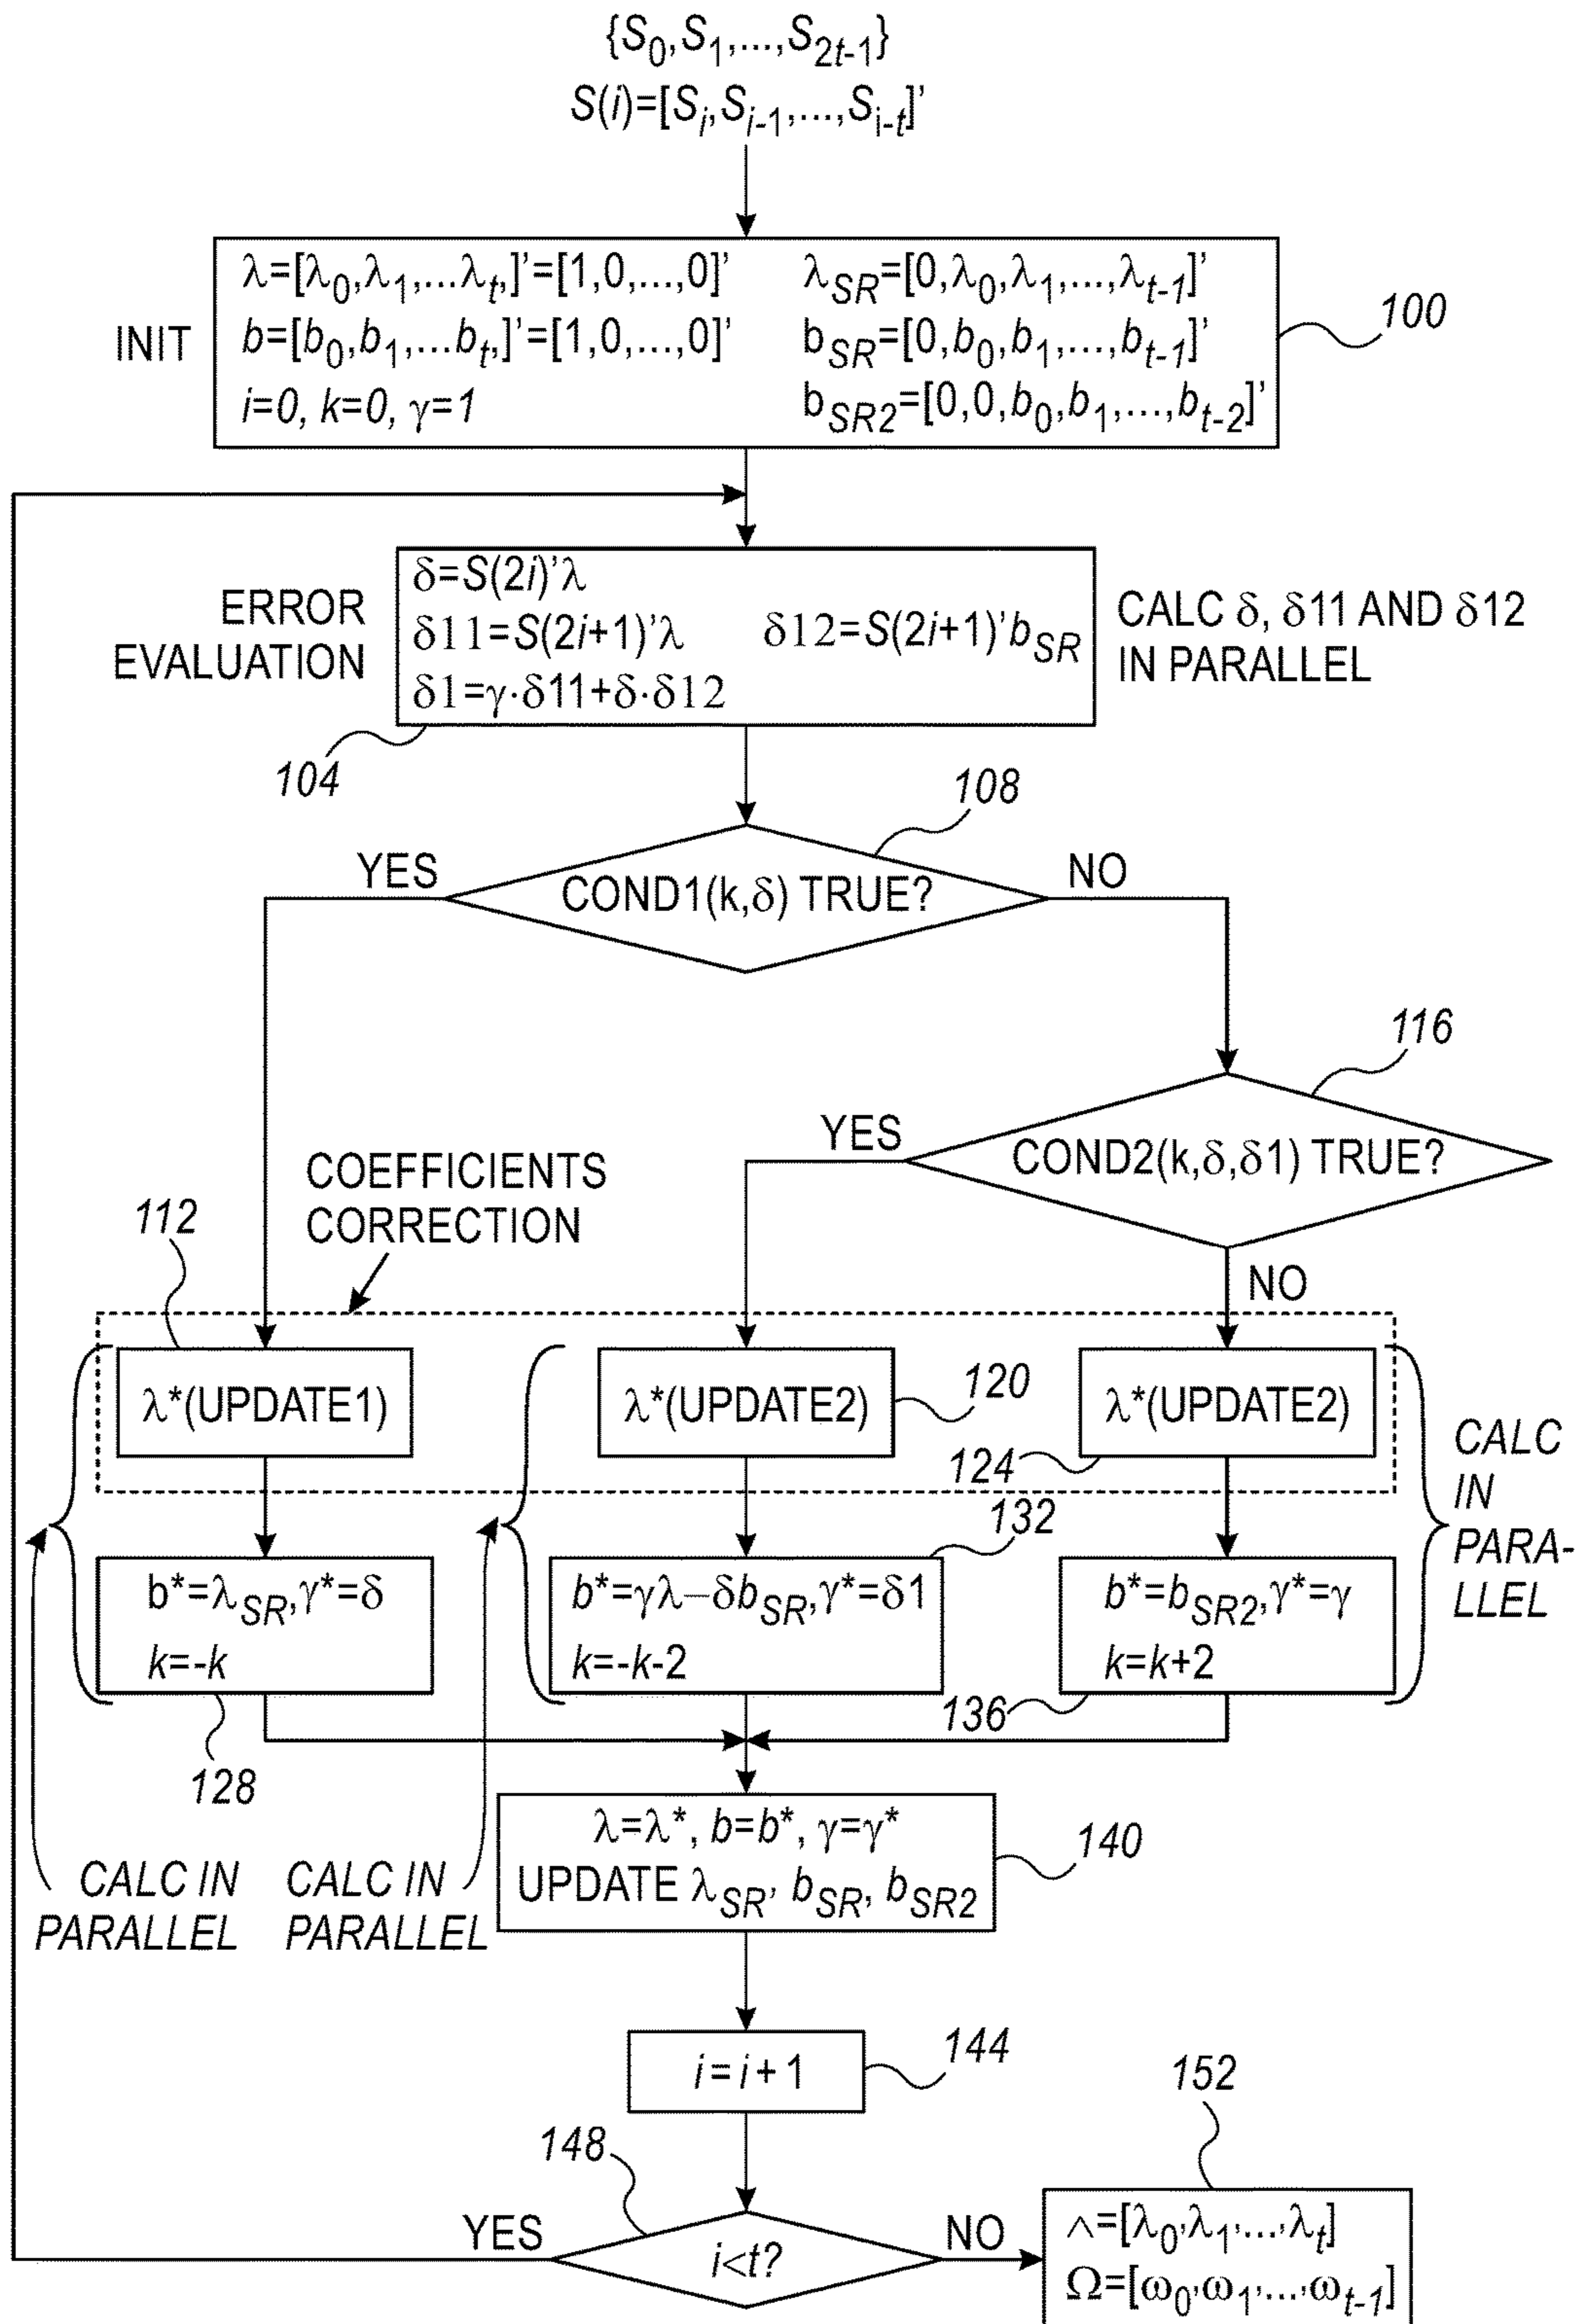 {S0,S1,...,S2t-1}
S(i)=[Si,Si-1,...,Si-t]'
INIT
λ=[λ0,λ1,...λt,]'=[1,0,...,0]' λSR=[0,λ0,λ1,...,λt-1]'
b=[b0,b1,...bt,]'=[1,0,...,0]' bSR=[0,b0,b1,...,bt-1]'
i=0, k=0, γ=1 bSR2=[0,0,b0,b1,...,bt-2]'
100
ERROR
EVALUATION
δ=S(2i)'λ
δ11=S(2i+1)'λ δ12=S(2i+1)'bSR
δ1=γ·δ11+δ·δ12
CALC δ, δ11 AND δ12
IN PARALLEL
104
108
YES
COND1(k,δ) TRUE?
NO
116
YES
COND2(k,δ,δ1) TRUE?
NO
COEFFICIENTS
CORRECTION
112
λ*(UPDATE1)
λ*(UPDATE2)
120
λ*(UPDATE2)
124
CALC
IN
PARA-
LLEL
132
b*=λSR,γ*=δ
k=-k
b*=γλ−δbSR,γ*=δ1
k=-k-2
b*=bSR2,γ*=γ
k=k+2
136
128
λ=λ*, b=b*, γ=γ*
UPDATE λSR, bSR, bSR2
140
CALC IN
PARALLEL
CALC IN
PARALLEL
i=i+1
144
148
152
YES
i<t?
NO
Λ=[λ0,λ1,...,λt]
Ω=[ω0,ω1,...,ωt-1]